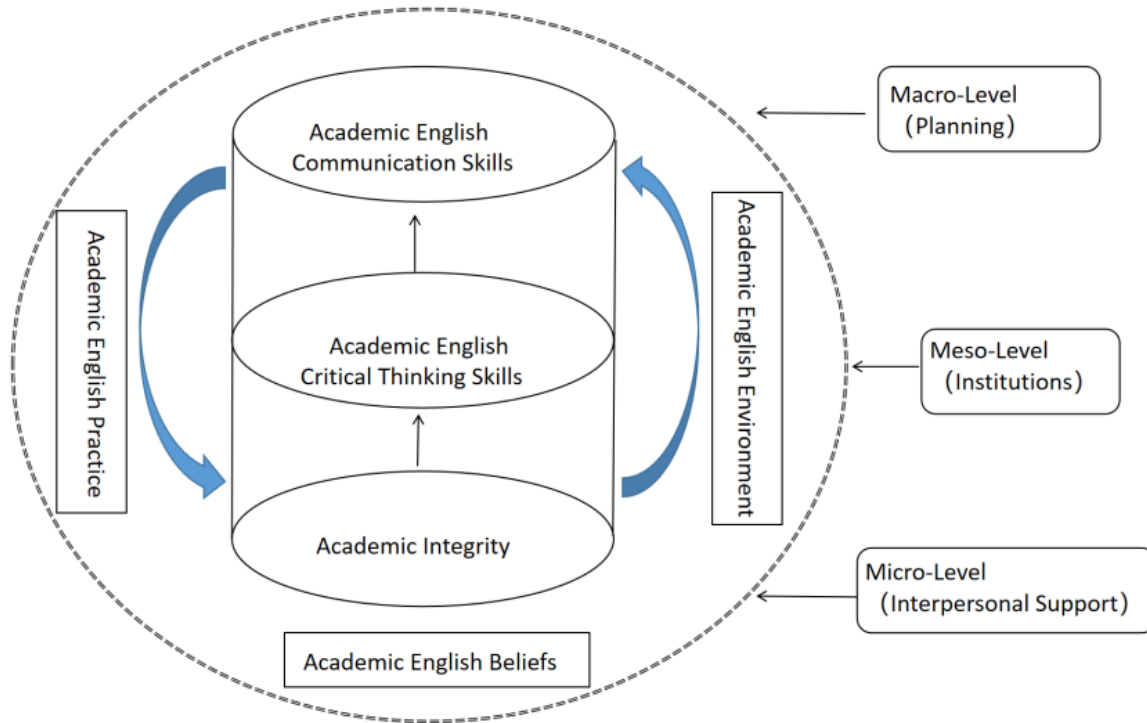 Academic English
Communication Skills
Academic English
Critical Thinking Skills
Academic Integrity
Academic English Practice
Academic English Environment
Academic English Beliefs
Macro-Level
（Planning）
Meso-Level
（Institutions）
Micro-Level
（Interpersonal Support）